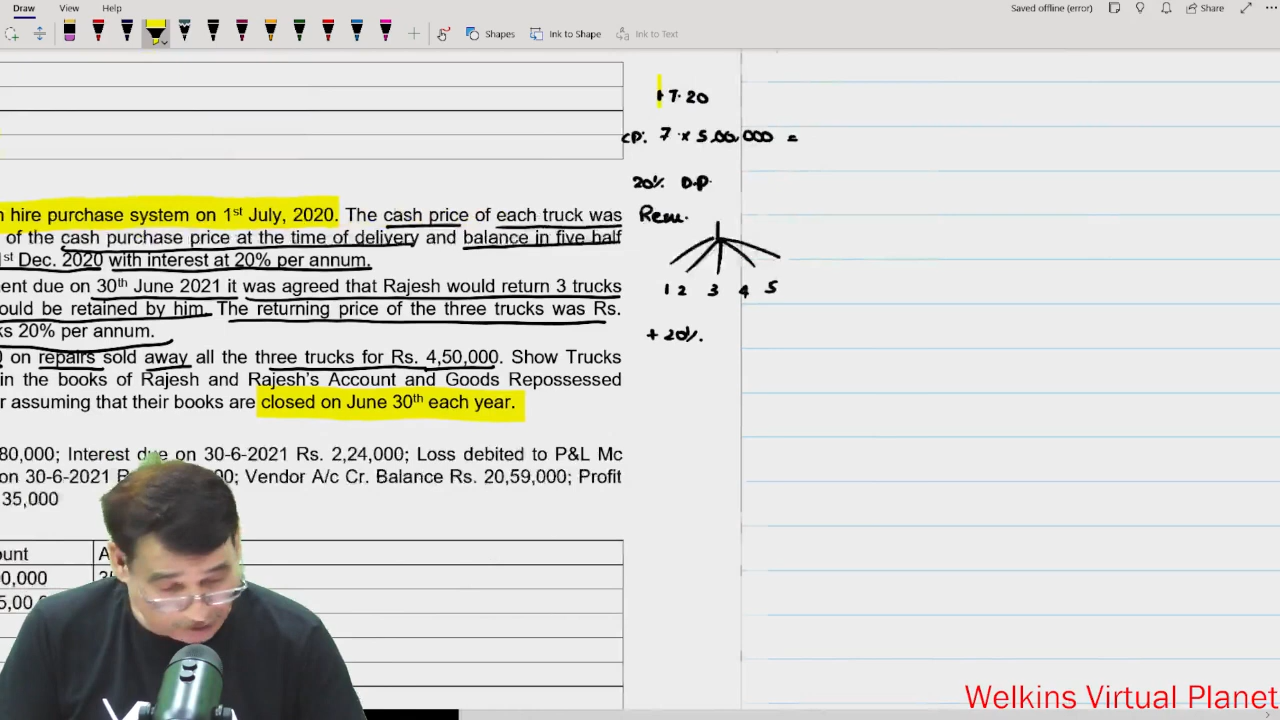 Draw View Help Saved offline (error) Share
Shapes Ink to Shape Ink to Text
1·7·20
CP. 7 × 5,00,000 =
20% D.P.
hire purchase system on 1st July, 2020. The cash price of each truck was
Rem.
of the cash purchase price at the time of delivery and balance in five half
st Dec. 2020 with interest at 20% per annum.
ent due on 30th June 2021 it was agreed that Rajesh would return 3 trucks
1 2 3 4 5
ould be retained by him. The returning price of the three trucks was Rs.
ks 20% per annum.
+ 20%.
on repairs sold away all the three trucks for Rs. 4,50,000. Show Trucks
in the books of Rajesh and Rajesh's Account and Goods Repossessed
r assuming that their books are closed on June 30th each year.
80,000; Interest due on 30-6-2021 Rs. 2,24,000; Loss debited to P&L Mc
on 30-6-2021 Vendor A/c Cr. Balance Rs. 20,59,000; Profit
35,000
ount
00,000
Welkins Virtual Planet